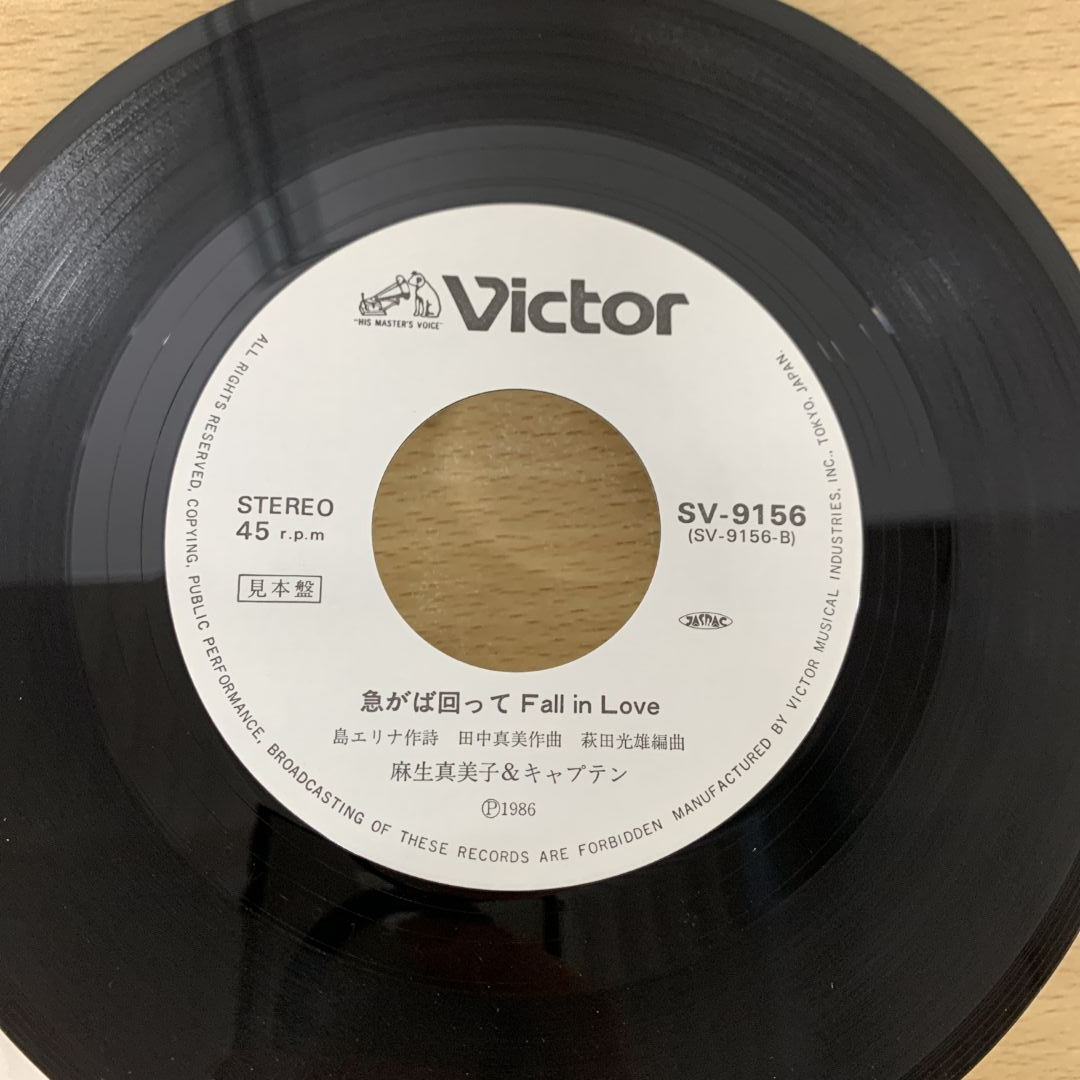 Victor
"HIS MASTER'S VOICE"
STEREO
45 r.p.m
見本盤
SV-9156
(SV-9156-B)
JASRAC
急がば回って Fall in Love
島エリナ作詩 田中真美作曲 萩田光雄編曲
麻生真美子&キャプテン
Ⓟ1986
ALL RIGHTS RESERVED, COPYING, PUBLIC PERFORMANCE, BROADCASTING OF THESE RECORDS ARE FORBIDDEN MANUFACTURED BY VICTOR MUSICAL INDUSTRIES, INC., TOKYO, JAPAN.